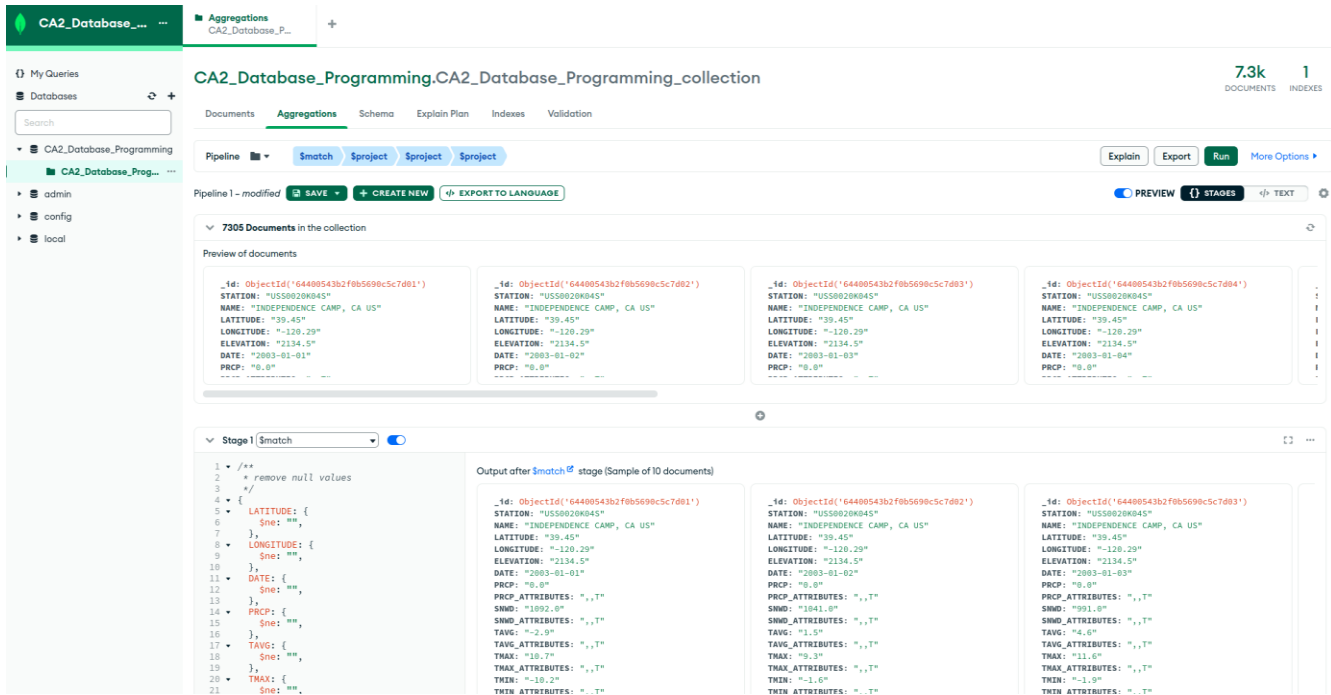 CA2_Database_... ...
Aggregations
CA2_Database_P...
+
{} My Queries
Databases
Search
CA2_Database_Programming
CA2_Database_Prog... ...
admin
config
local
CA2_Database_Programming.CA2_Database_Programming_collection
7.3k
DOCUMENTS
1
INDEXES
Documents Aggregations Schema Explain Plan Indexes Validation
Pipeline $match $project $project $project Explain Export Run More Options
Pipeline 1 – modified SAVE + CREATE NEW </> EXPORT TO LANGUAGE PREVIEW {} STAGES </> TEXT
7305 Documents in the collection
Preview of documents
_id: ObjectId('64400543b2f0b5690c5c7d01')
STATION: "USS0020K04S"
NAME: "INDEPENDENCE CAMP, CA US"
LATITUDE: "39.45"
LONGITUDE: "-120.29"
ELEVATION: "2134.5"
DATE: "2003-01-01"
PRCP: "0.0"
_id: ObjectId('64400543b2f0b5690c5c7d02')
STATION: "USS0020K04S"
NAME: "INDEPENDENCE CAMP, CA US"
LATITUDE: "39.45"
LONGITUDE: "-120.29"
ELEVATION: "2134.5"
DATE: "2003-01-02"
PRCP: "0.0"
_id: ObjectId('64400543b2f0b5690c5c7d03')
STATION: "USS0020K04S"
NAME: "INDEPENDENCE CAMP, CA US"
LATITUDE: "39.45"
LONGITUDE: "-120.29"
ELEVATION: "2134.5"
DATE: "2003-01-03"
PRCP: "0.0"
_id: ObjectId('64400543b2f0b5690c5c7d04')
STATION: "USS0020K04S"
NAME: "INDEPENDENCE CAMP, CA US"
LATITUDE: "39.45"
LONGITUDE: "-120.29"
ELEVATION: "2134.5"
DATE: "2003-01-04"
PRCP: "0.0"
Stage 1 $match
1 /**
2 * remove null values
3 */
4 {
5 LATITUDE: {
6 $ne: "",
7 },
8 LONGITUDE: {
9 $ne: "",
10 },
11 DATE: {
12 $ne: "",
13 },
14 PRCP: {
15 $ne: "",
16 },
17 TAVG: {
18 $ne: "",
19 },
20 TMAX: {
21 $ne: "",
Output after $match stage (Sample of 10 documents)
_id: ObjectId('64400543b2f0b5690c5c7d01')
STATION: "USS0020K04S"
NAME: "INDEPENDENCE CAMP, CA US"
LATITUDE: "39.45"
LONGITUDE: "-120.29"
ELEVATION: "2134.5"
DATE: "2003-01-01"
PRCP: "0.0"
PRCP_ATTRIBUTES: ",,T"
SNWD: "1092.0"
SNWD_ATTRIBUTES: ",,T"
TAVG: "-2.9"
TAVG_ATTRIBUTES: ",,T"
TMAX: "10.7"
TMAX_ATTRIBUTES: ",,T"
TMIN: "-10.2"
TMIN_ATTRIBUTES: ",,T"
_id: ObjectId('64400543b2f0b5690c5c7d02')
STATION: "USS0020K04S"
NAME: "INDEPENDENCE CAMP, CA US"
LATITUDE: "39.45"
LONGITUDE: "-120.29"
ELEVATION: "2134.5"
DATE: "2003-01-02"
PRCP: "0.0"
PRCP_ATTRIBUTES: ",,T"
SNWD: "1041.0"
SNWD_ATTRIBUTES: ",,T"
TAVG: "1.5"
TAVG_ATTRIBUTES: ",,T"
TMAX: "9.3"
TMAX_ATTRIBUTES: ",,T"
TMIN: "-1.6"
TMIN_ATTRIBUTES: ",,T"
_id: ObjectId('64400543b2f0b5690c5c7d03')
STATION: "USS0020K04S"
NAME: "INDEPENDENCE CAMP, CA US"
LATITUDE: "39.45"
LONGITUDE: "-120.29"
ELEVATION: "2134.5"
DATE: "2003-01-03"
PRCP: "0.0"
PRCP_ATTRIBUTES: ",,T"
SNWD: "991.0"
SNWD_ATTRIBUTES: ",,T"
TAVG: "4.6"
TAVG_ATTRIBUTES: ",,T"
TMAX: "11.6"
TMAX_ATTRIBUTES: ",,T"
TMIN: "-1.9"
TMIN_ATTRIBUTES: ",,T"